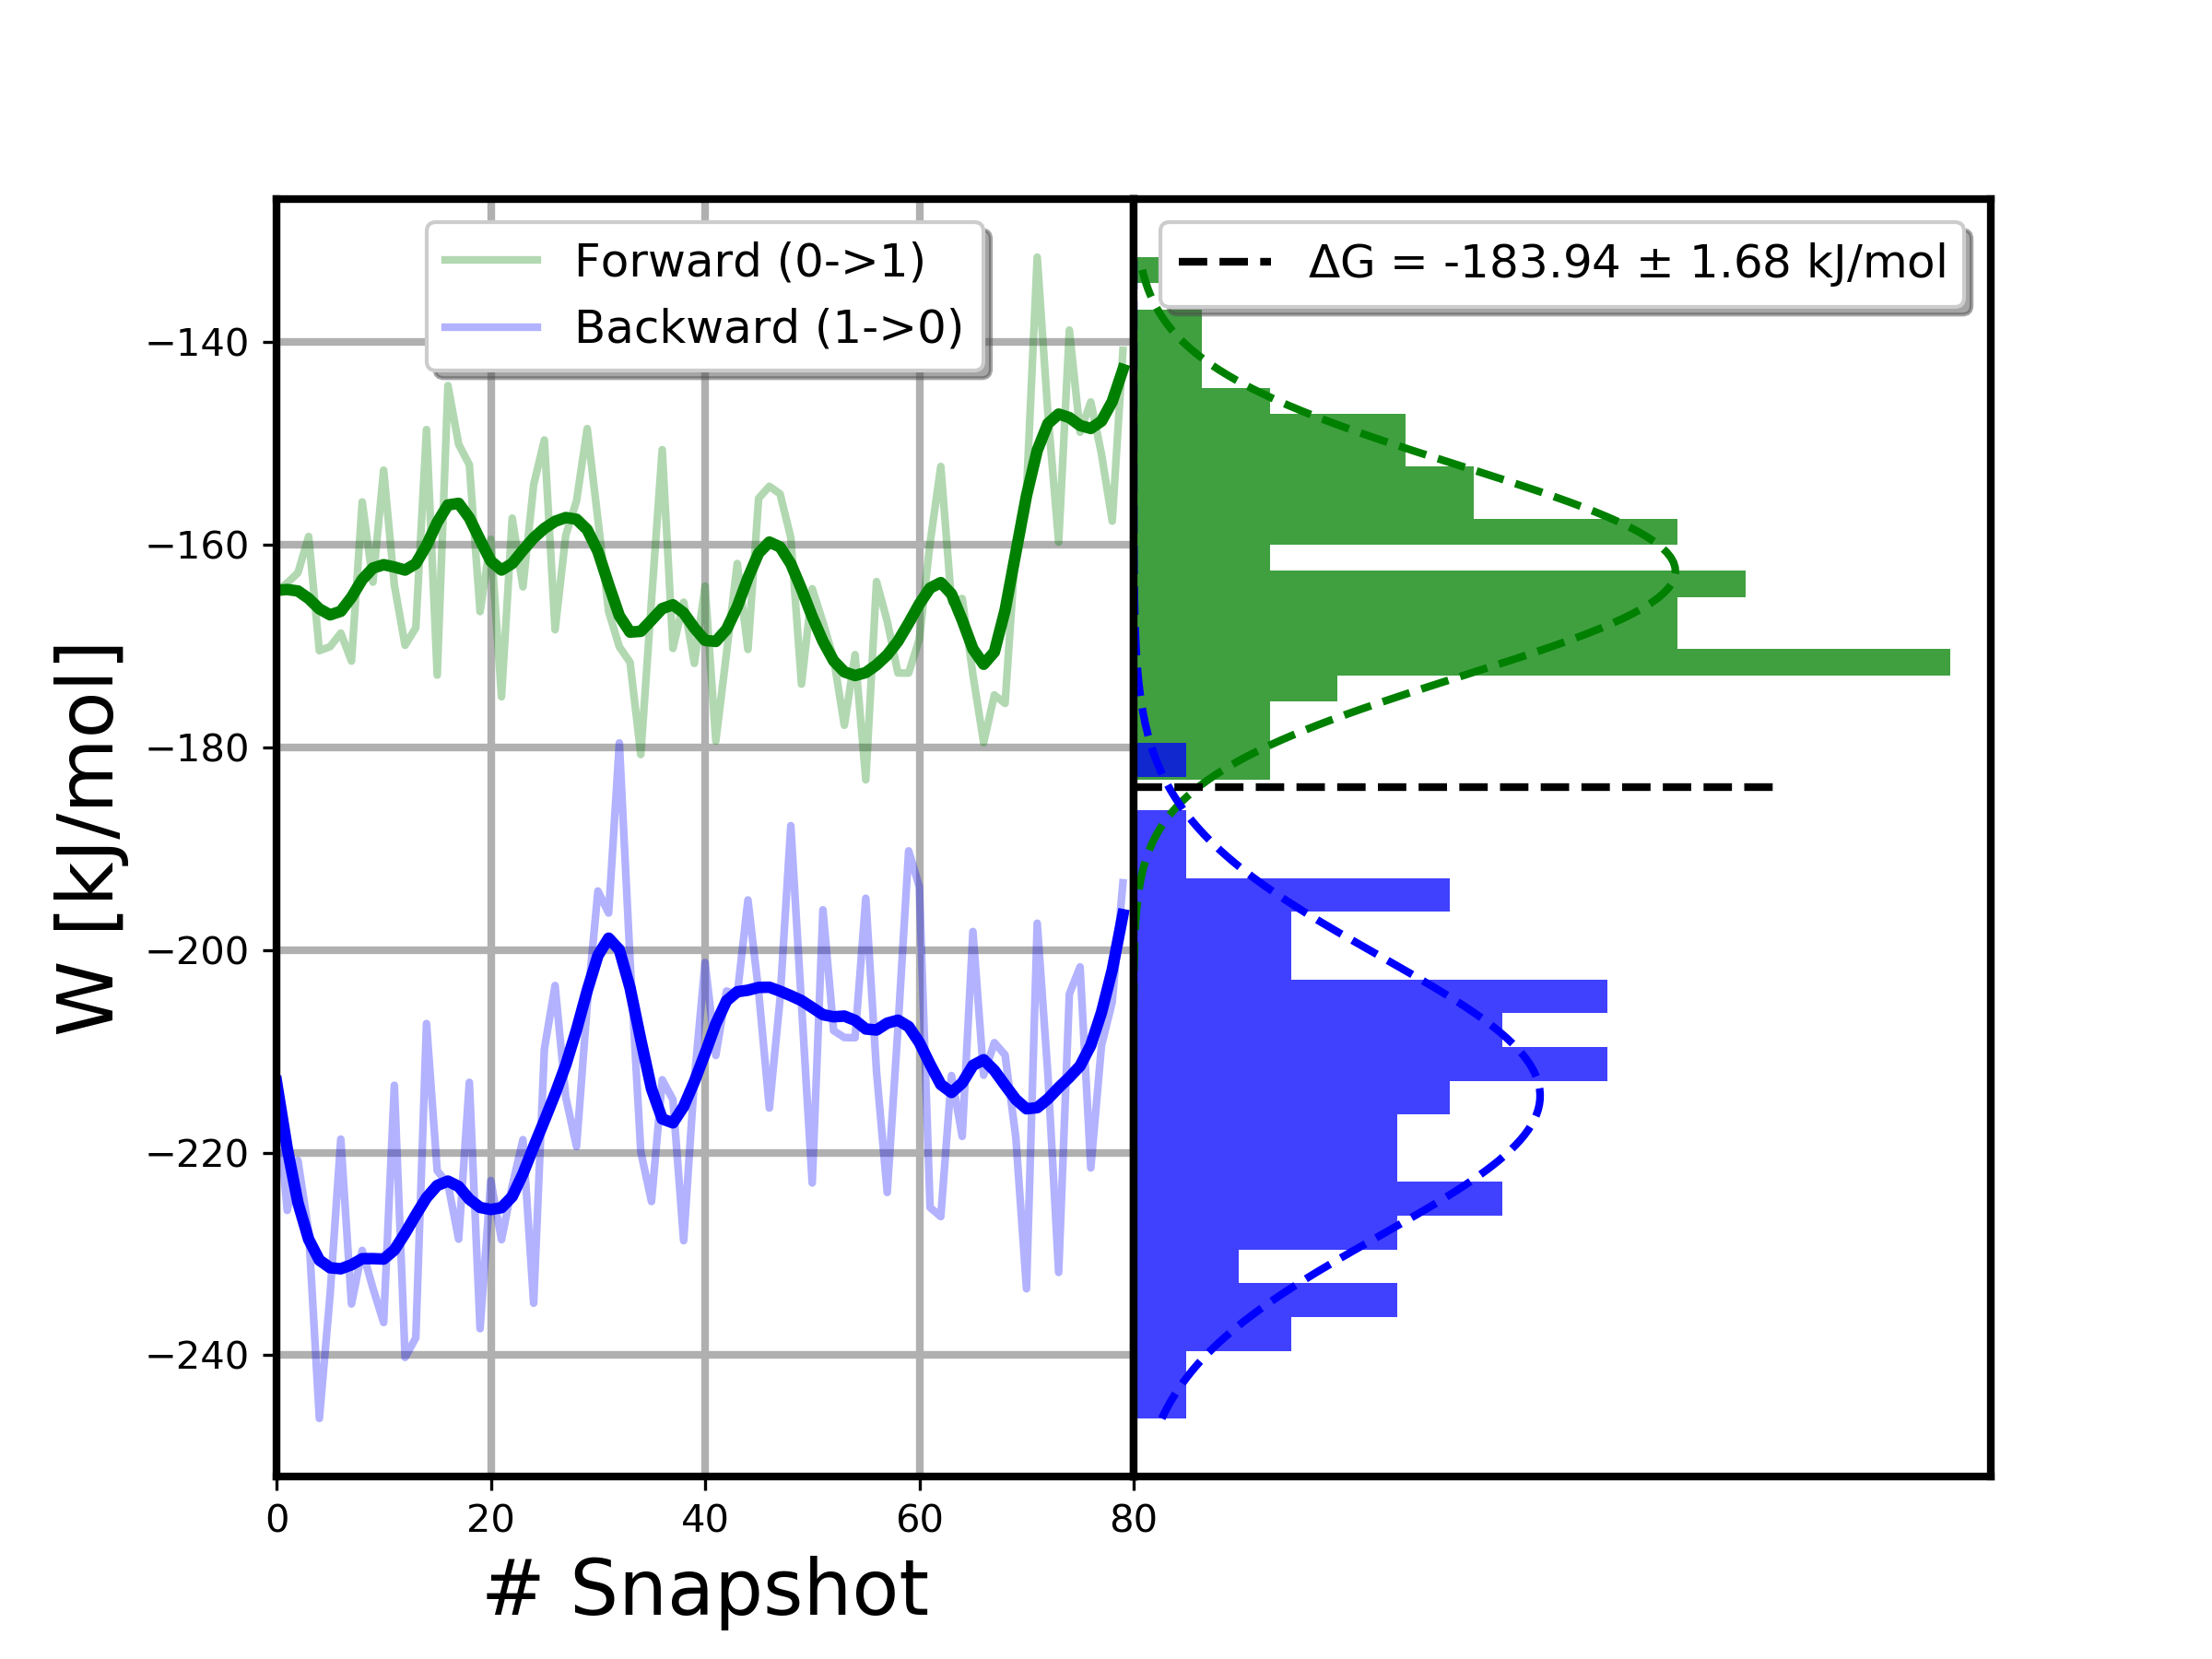 Forward (0->1)
Backward (1->0)
ΔG = -183.94 ± 1.68 kJ/mol
W [kJ/mol]
−140
−160
−180
−200
−220
−240
0 20 40 60 80
# Snapshot